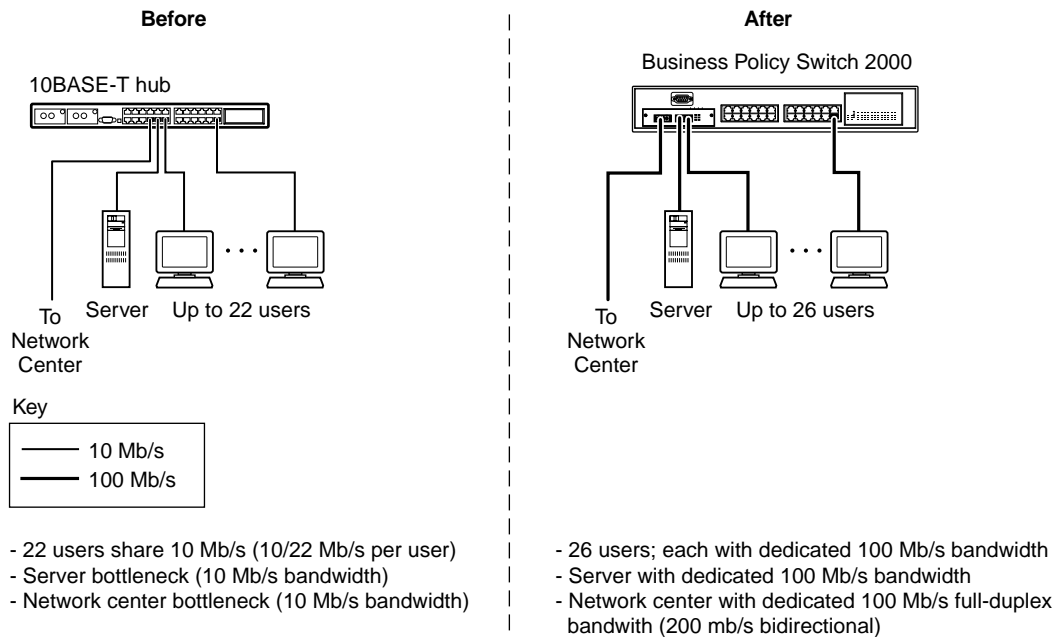 Before
10BASE-T hub
Server
Up to 22 users
To
Network
Center
Key
10 Mb/s
100 Mb/s
- 22 users share 10 Mb/s (10/22 Mb/s per user)
- Server bottleneck (10 Mb/s bandwidth)
- Network center bottleneck (10 Mb/s bandwidth)
After
Business Policy Switch 2000
Server
Up to 26 users
To
Network
Center
- 26 users; each with dedicated 100 Mb/s bandwidth
- Server with dedicated 100 Mb/s bandwidth
- Network center with dedicated 100 Mb/s full-duplex
bandwith (200 mb/s bidirectional)